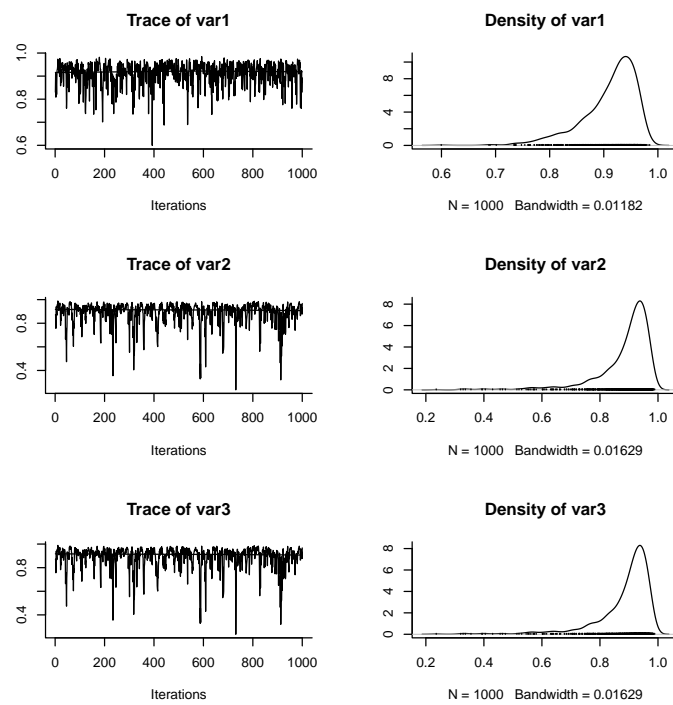 Trace of var1
1.0
0.8
0.6
0 200 400 600 800 1000
Iterations
Density of var1
8
4
0
0.6 0.7 0.8 0.9 1.0
N = 1000 Bandwidth = 0.01182
Trace of var2
0.8
0.4
0 200 400 600 800 1000
Iterations
Density of var2
8
6
4
2
0
0.2 0.4 0.6 0.8 1.0
N = 1000 Bandwidth = 0.01629
Trace of var3
0.8
0.4
0 200 400 600 800 1000
Iterations
Density of var3
8
6
4
2
0
0.2 0.4 0.6 0.8 1.0
N = 1000 Bandwidth = 0.01629